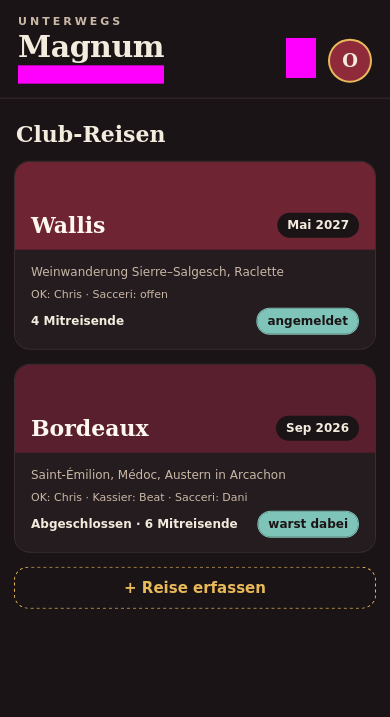 UNTERWEGS
Magnum
O
Club-Reisen
Wallis
Mai 2027
Weinwanderung Sierre–Salgesch, Raclette
OK: Chris · Sacceri: offen
4 Mitreisende
angemeldet
Bordeaux
Sep 2026
Saint-Émilion, Médoc, Austern in Arcachon
OK: Chris · Kassier: Beat · Sacceri: Dani
Abgeschlossen · 6 Mitreisende
warst dabei
+ Reise erfassen